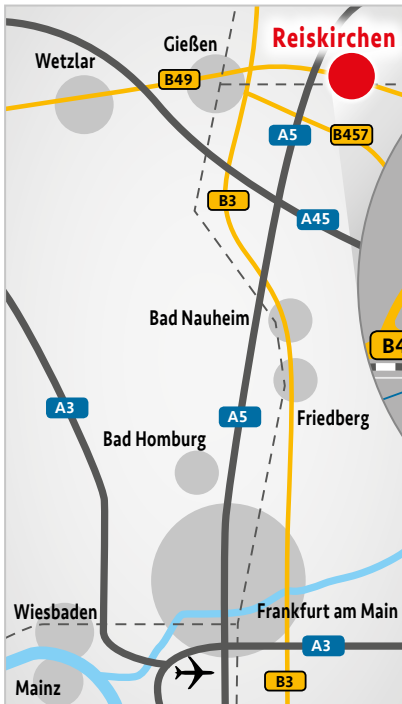 Reiskirchen
Gießen
Wetzlar
B49
A5
B457
B3
A45
Bad Nauheim
B4
A3
A5
Friedberg
Bad Homburg
Wiesbaden
Frankfurt am Main
A3
Mainz
B3